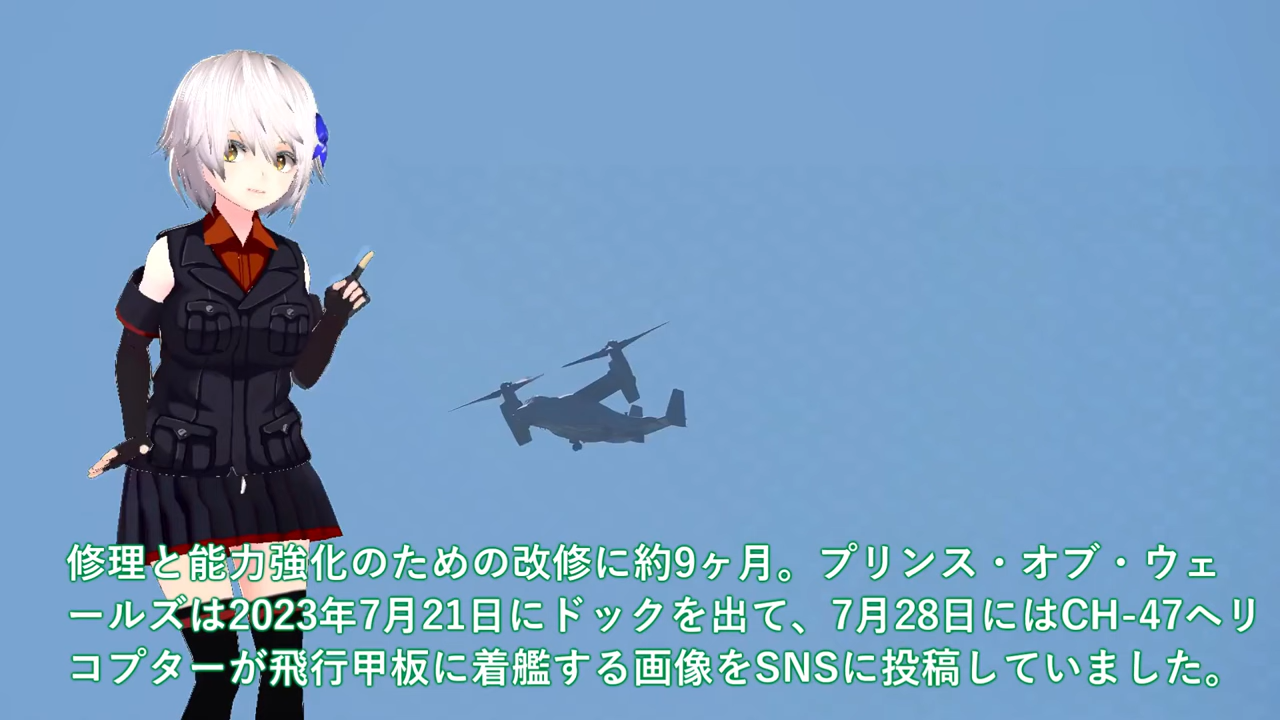 修理と能力強化のための改修に約9ヶ月。プリンス・オブ・ウェ
ールズは2023年7月21日にドックを出て、7月28日にはCH-47ヘリ
コプターが飛行甲板に着艦する画像をSNSに投稿していました。